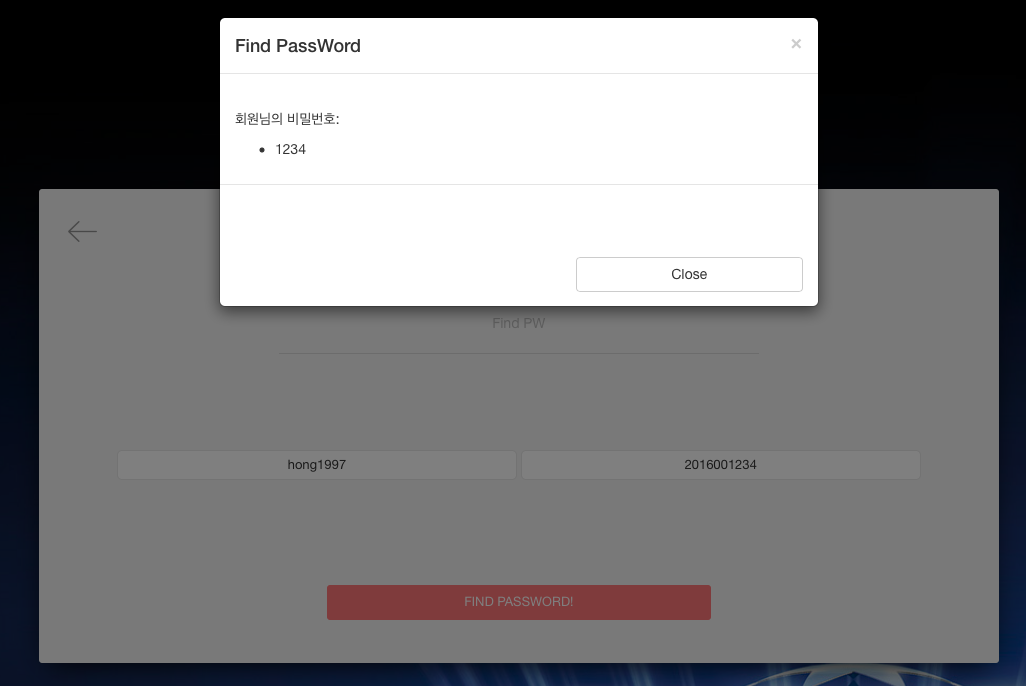 Find PassWord
×
회원님의 비밀번호:
• 1234
Close
Find PW
hong1997
2016001234
FIND PASSWORD!